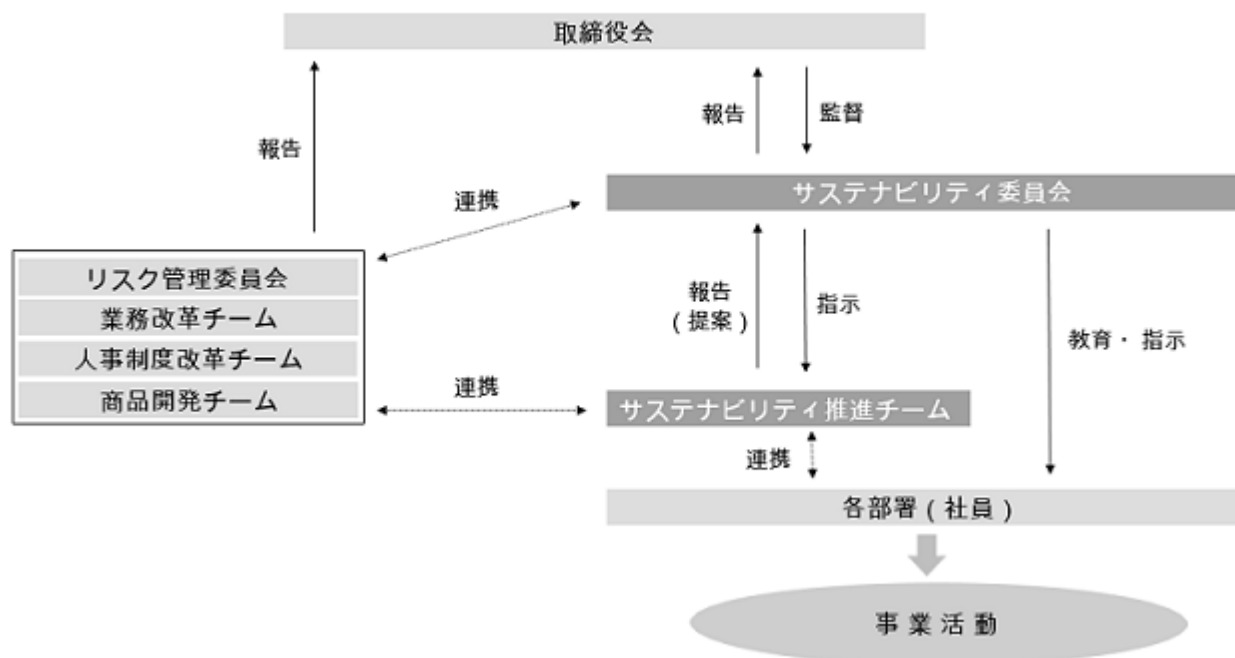 取締役会
報告
報告
監督
連携
サステナビリティ委員会
リスク管理委員会
業務改革チーム
人事制度改革チーム
商品開発チーム
報告
(提案)
指示
教育・ 指示
連携
サステナビリティ推進チーム
連携
各部署(社員)
事 業 活 動